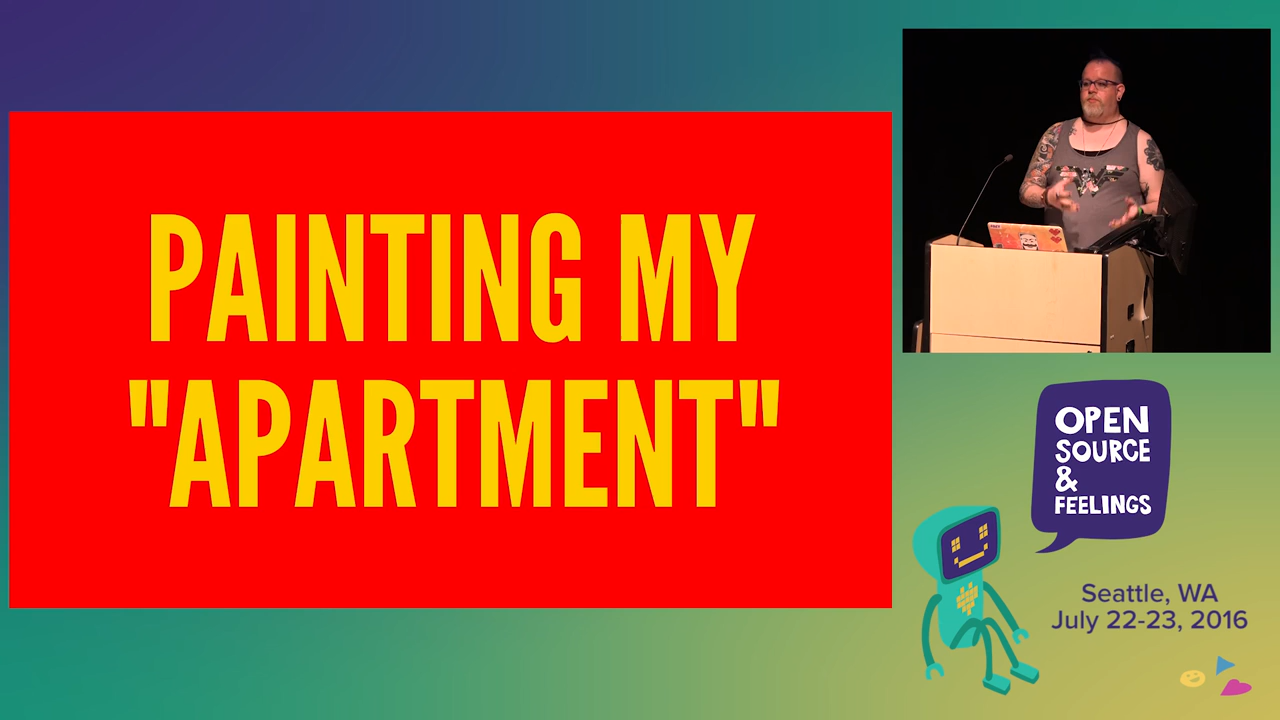 PAINTING MY
"APARTMENT"
OPEN
SOURCE
&
FEELINGS
Seattle, WA
July 22-23, 2016